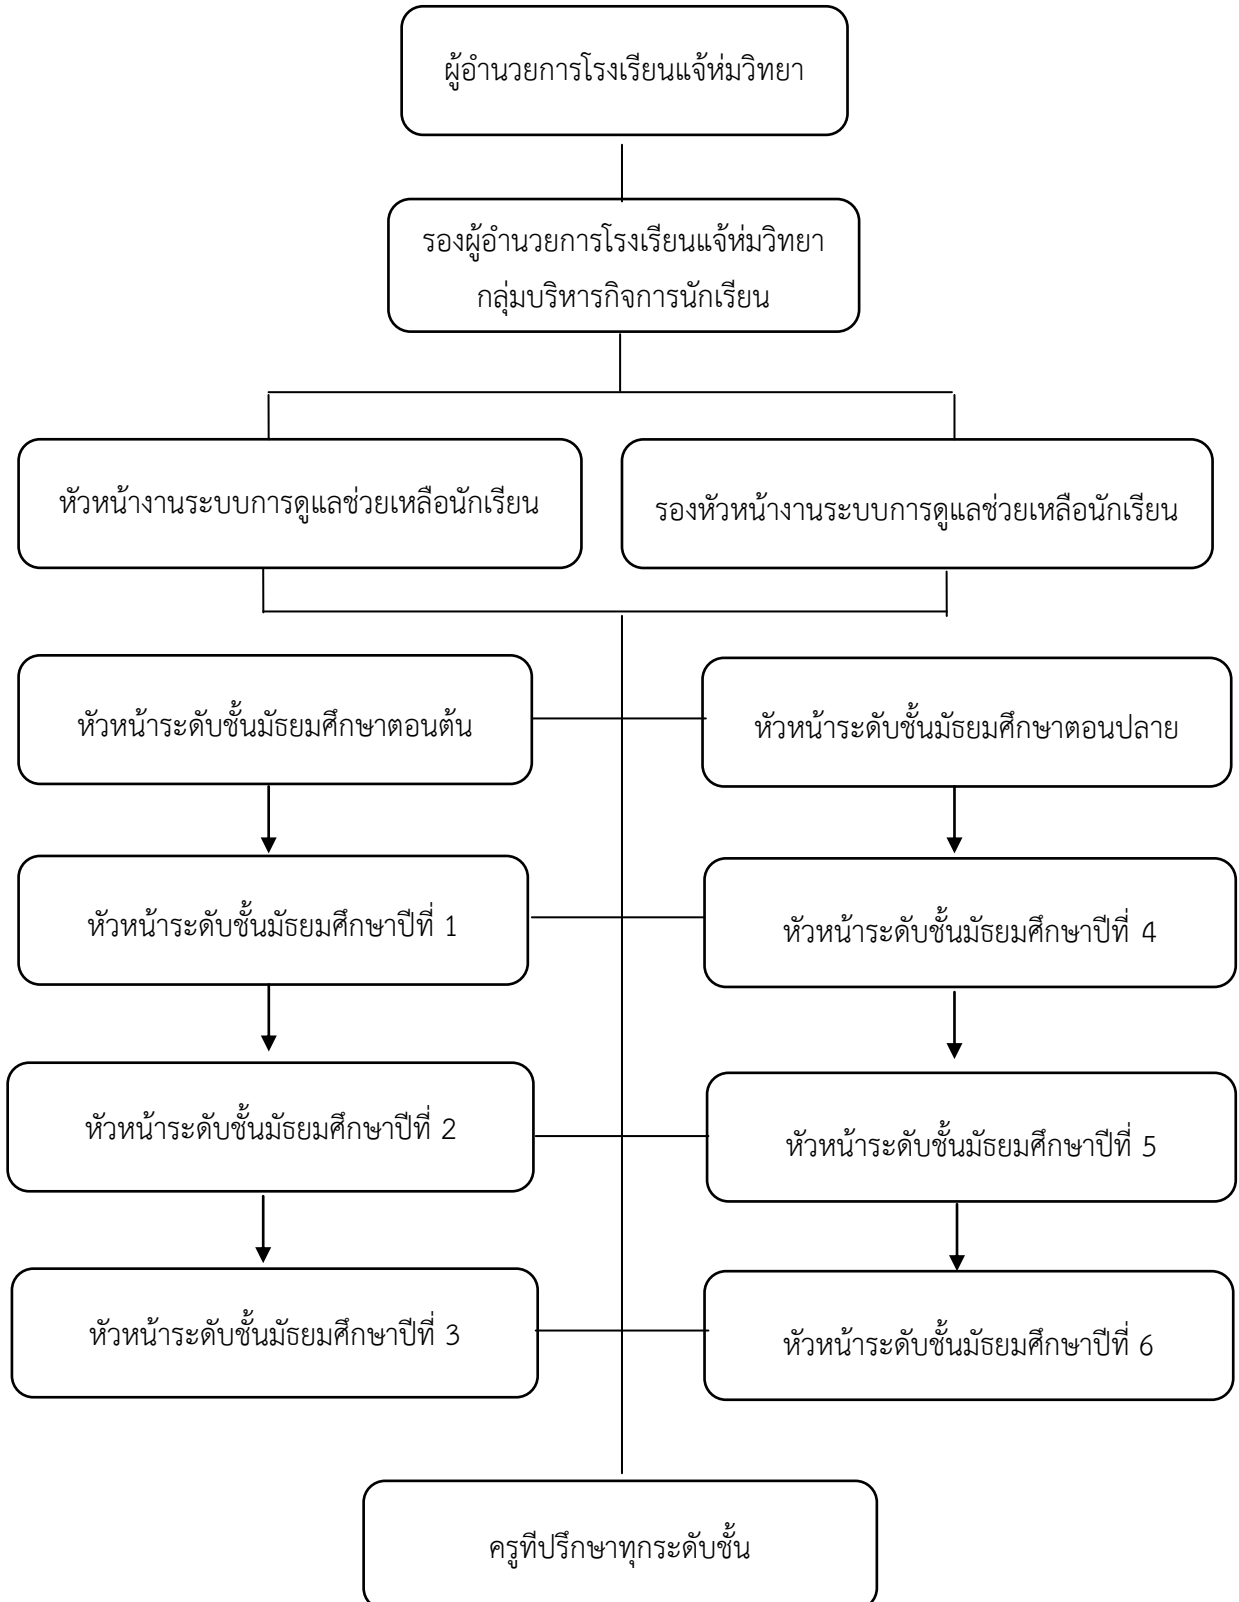 ผู้อำนวยการโรงเรียนแจ้ห่มวิทยา
รองผู้อำนวยการโรงเรียนแจ้ห่มวิทยา
กลุ่มบริหารกิจการนักเรียน
หัวหน้างานระบบการดูแลช่วยเหลือนักเรียน
รองหัวหน้างานระบบการดูแลช่วยเหลือนักเรียน
หัวหน้าระดับชั้นมัธยมศึกษาตอนต้น
หัวหน้าระดับชั้นมัธยมศึกษาตอนปลาย
หัวหน้าระดับชั้นมัธยมศึกษาปีที่ 1
หัวหน้าระดับชั้นมัธยมศึกษาปีที่ 4
หัวหน้าระดับชั้นมัธยมศึกษาปีที่ 2
หัวหน้าระดับชั้นมัธยมศึกษาปีที่ 5
หัวหน้าระดับชั้นมัธยมศึกษาปีที่ 3
หัวหน้าระดับชั้นมัธยมศึกษาปีที่ 6
ครูทีปรึกษาทุกระดับชั้น